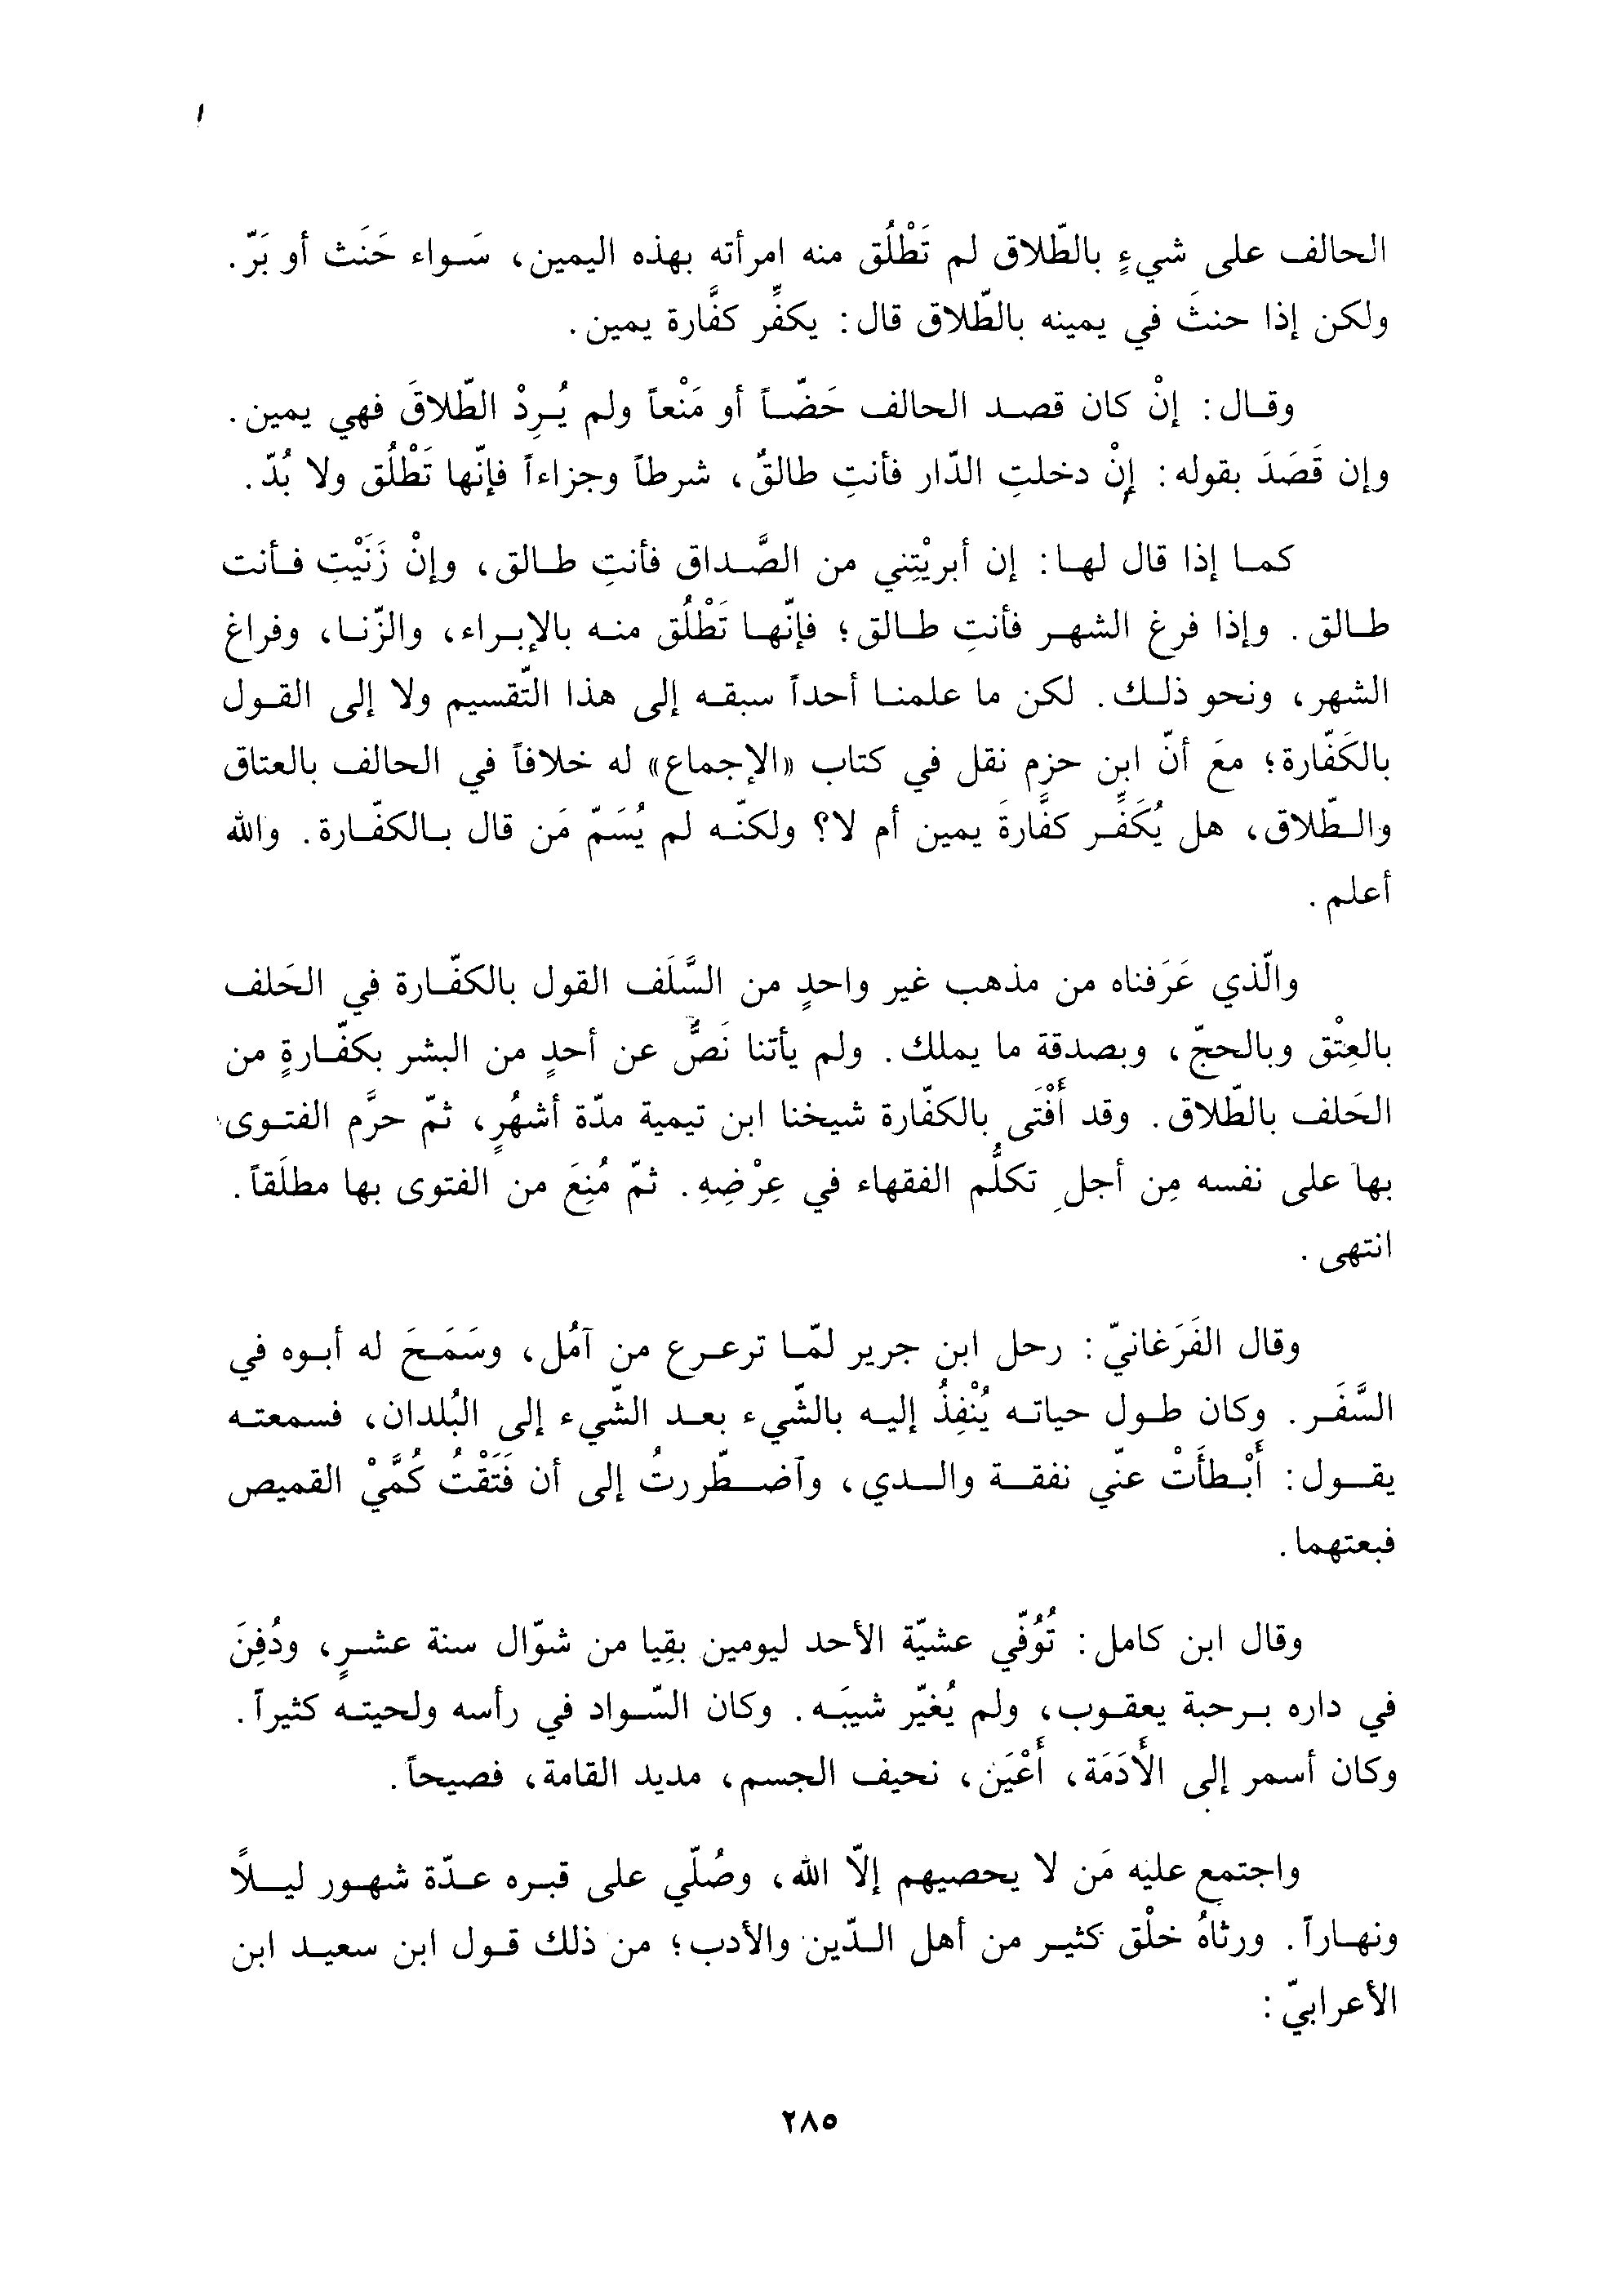 الحالف على شيءٍ بالطّلاق لم تَطْلُق منه امرأته بهذه اليمين، سَواء حَنَث أو بَرّ.
ولكن إذا حنثَ في يمينه بالطّلاق قال: يكفِّر كفَّارة يمين.
وقال: إنْ كان قصد الحالف حَضّاً أو مَنْعاً ولم يُرِدْ الطّلاقَ فهي يمين.
وإن قَصَدَ بقوله: إنْ دخلتِ الدّار فأنتِ طالقٌ، شرطاً وجزاءاً فإنّها تَطْلُق ولا بُدّ.
كما إذا قال لها: إن أبريْتِني من الصَّداق فأنتِ طالق، وإنْ زَنَيْتِ فأنت
طالق. وإذا فرغ الشهر فأنتِ طالق؛ فإنّها تَطْلُق منه بالإبراء، والزّنا، وفراغ
الشهر، ونحو ذلك. لكن ما علمنا أحداً سبقه إلى هذا التّقسيم ولا إلى القول
بالكَفّارة؛ معَ أنّ ابن حزم نقل في كتاب «الإجماع» له خلافاً في الحالف بالعتاق
والطّلاق، هل يُكَفِّر كفَّارةَ يمين أم لا؟ ولكنّه لم يُسَمّ مَن قال بالكفّارة. والله
أعلم.
والّذي عَرَفناه من مذهب غير واحدٍ من السَّلَف القول بالكفّارة في الحَلف
بالعِتْق وبالحجّ، وبصدقة ما يملك. ولم يأتنا نَصٌّ عن أحدٍ من البشر بكفّارةٍ من
الحَلف بالطّلاق. وقد أَفْتَى بالكفّارة شيخنا ابن تيمية مدّة أشهُرٍ، ثمّ حرَّم الفتوى
بها على نفسه مِن أجل تكلُّم الفقهاء في عِرْضِهِ. ثمّ مُنِعَ من الفتوى بها مطلَقاً.
انتهى.
وقال الفَرَغانيّ: رحل ابن جرير لمّا ترعرع من آمُل، وسَمَحَ له أبوه في
السَّفَر. وكان طول حياته يُنْفِذُ إليه بالشّيء بعد الشّيء إلى البُلدان، فسمعته
يقول: أَبْطأَتْ عنّي نفقة والدي، وآضطّررتُ إلى أن فَتَقْتُ كُمَّيْ القميص
فبعتهما.
وقال ابن كامل: تُوُفّي عشيّة الأحد ليومين بقِيا من شوّال سنة عشرٍ، ودُفِنَ
في داره برحبة يعقوب، ولم يُغيّر شيبَه. وكان السّواد في رأسه ولحيته كثيراً.
وكان أسمر إلى الأَدَمَة، أَعْيَن، نحيف الجسم، مديد القامة، فصيحاً.
واجتمع عليه مَن لا يحصيهم إلّا الله، وصُلّي على قبره عدّة شهور ليلاً
ونهاراً. ورثاهُ خلْق كثير من أهل الدّين والأدب؛ من ذلك قول ابن سعيد ابن
الأعرابيّ:
٢٨٥